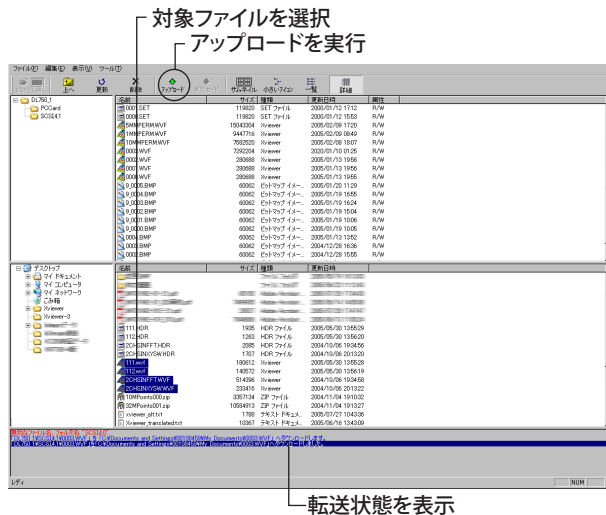 対象ファイルを選択
アップロードを実行
ファイル(F) 編集(E) 表示(V) ツール(T)
上へ 更新 削除 アップロード ダウンロード サムネイル 小さいアイコン 一覧 詳細
DL750_1
PCCard
SCSI4,1
名前 サイズ 種類 更新日時 属性
0001.SET 119820 SET ファイル 2000/01/12 17:12 R/W
0000.SET 119820 SET ファイル 2000/01/12 15:53 R/W
5MMPERM.WVF 15043304 Xviewer 2005/02/09 17:20 R/W
1MMPERM.WVF 9447716 Xviewer 2005/02/09 08:49 R/W
10MMPERM.WVF 7682520 Xviewer 2005/02/08 18:07 R/W
0003.WVF 7292204 Xviewer 2020/01/10 01:25 R/W
0002.WVF 280688 Xviewer 2005/01/13 19:56 R/W
0001.WVF 280688 Xviewer 2005/01/13 19:56 R/W
0000.WVF 280688 Xviewer 2005/01/13 19:55 R/W
9_0005.BMP 60062 ビットマップ イメー... 2005/01/20 11:29 R/W
9_0004.BMP 60062 ビットマップ イメー... 2005/01/19 16:55 R/W
9_0003.BMP 60062 ビットマップ イメー... 2005/01/19 16:24 R/W
9_0002.BMP 60062 ビットマップ イメー... 2005/01/19 15:04 R/W
9_0001.BMP 60062 ビットマップ イメー... 2005/01/19 10:06 R/W
9_0000.BMP 60062 ビットマップ イメー... 2005/01/19 10:05 R/W
0004.BMP 60062 ビットマップ イメー... 2005/01/13 13:52 R/W
0003.BMP 60062 ビットマップ イメー... 2004/12/28 16:36 R/W
0002.BMP 60062 ビットマップ イメー... 2004/12/28 15:55 R/W
デスクトップ
マイ ドキュメント
マイ コンピュータ
マイ ネットワーク
ごみ箱
Xviewer
Xviewer-3
名前 サイズ 種類 更新日時
111.HDR 1935 HDR ファイル 2005/05/30 13:55:29
112.HDR 1263 HDR ファイル 2005/05/30 13:56:20
2CHSINFFT.HDR 2085 HDR ファイル 2004/10/06 19:34:56
2CHSINXYSW.HDR 1707 HDR ファイル 2004/10/06 20:13:20
111.wvf 180612 Xviewer 2005/05/30 13:55:28
112.wvf 140572 Xviewer 2005/05/30 13:56:19
2CHSINFFT.WVF 514396 Xviewer 2004/10/06 19:34:58
2CHSINXYSW.WVF 233416 Xviewer 2004/10/06 20:13:22
10MPoints000.zip 3357134 ZIP ファイル 2004/11/04 19:10:32
32MPoints001.zip 10584913 ZIP ファイル 2004/11/04 19:13:27
xviewer_alt.txt 1788 テキスト ドキュメ... 2005/07/27 10:43:36
Xviewer_translated.txt 10367 テキスト ドキュメ... 2005/06/16 13:43:09
レディ
NUM
転送状態を表示